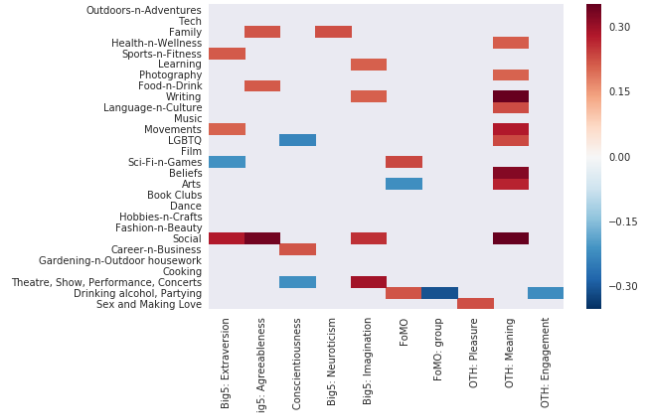 Outdoors-n-Adventures
Tech
Family
Health-n-Wellness
Sports-n-Fitness
Learning
Photography
Food-n-Drink
Writing
Language-n-Culture
Music
Movements
LGBTQ
Film
Sci-Fi-n-Games
Beliefs
Arts
Book Clubs
Dance
Hobbies-n-Crafts
Fashion-n-Beauty
Social
Career-n-Business
Gardening-n-Outdoor housework
Cooking
Theatre, Show, Performance, Concerts
Drinking alcohol, Partying
Sex and Making Love
Big5: Extraversion
ig5: Agreeableness
Conscientiousness
Big5: Neuroticism
Big5: Imagination
FoMO
FoMO: group
OTH: Pleasure
OTH: Meaning
OTH: Engagement
0.30
0.15
0.00
−0.15
−0.30